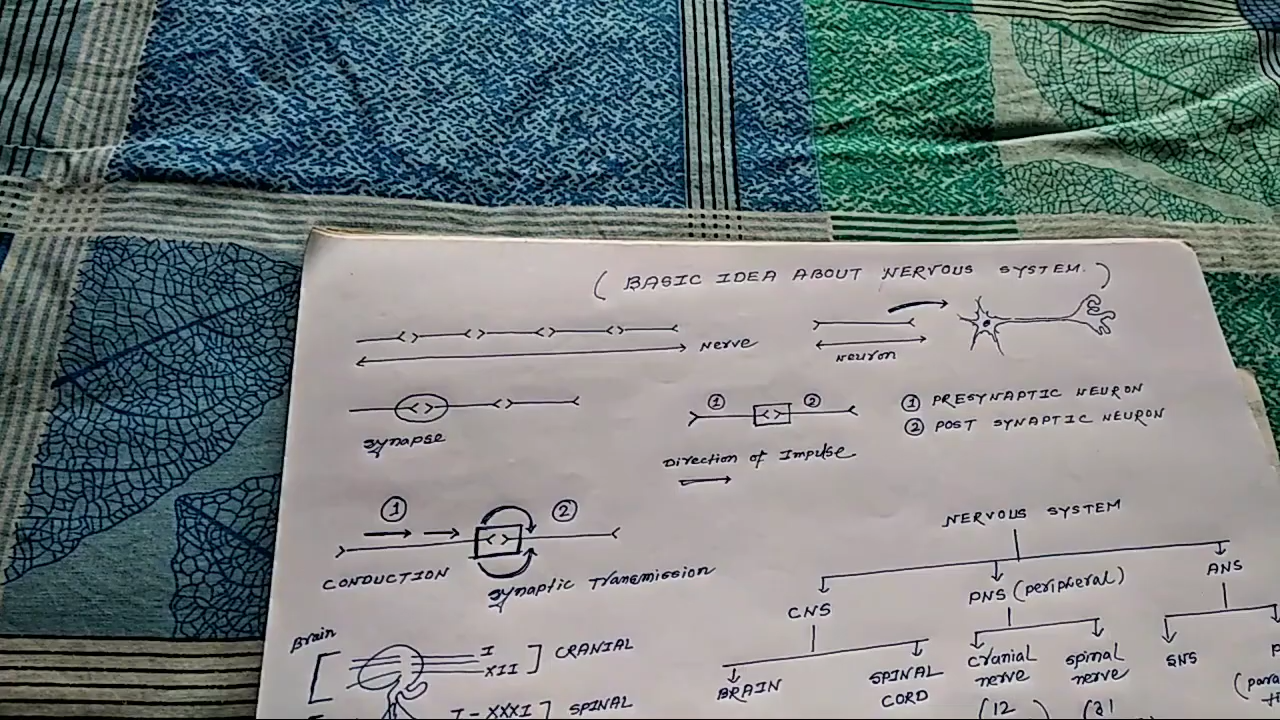 ( BASIC IDEA ABOUT NERVOUS SYSTEM. )
Nerve
Neuron
Synapse
① ②
① PRESYNAPTIC NEURON
② POST SYNAPTIC NEURON
Direction of Impulse
① ②
CONDUCTION
Synaptic Transmission
NERVOUS SYSTEM
CNS
PNS (peripheral)
ANS
BRAIN
SPINAL CORD
Cranial nerve
spinal nerve
SNS
(12 )
(31
Brain
I
XII ] CRANIAL
I - XXXI ] SPINAL